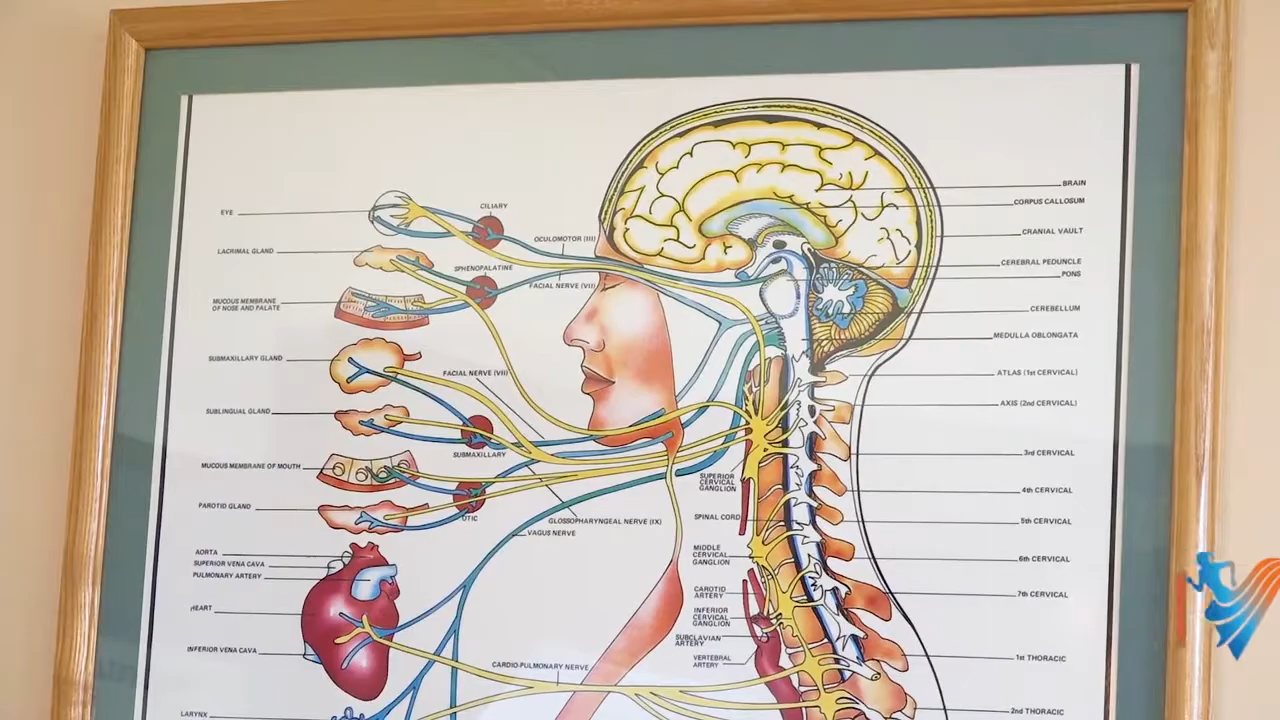 EYE
CILIARY
OCULOMOTOR (III)
LACRIMAL GLAND
SPHENOPALATINE
FACIAL NERVE (VII)
MUCOUS MEMBRANE
OF NOSE AND PALATE
SUBMAXILLARY GLAND
FACIAL NERVE (VII)
SUBLINGUAL GLAND
SUBMAXILLARY
MUCOUS MEMBRANE OF MOUTH
PAROTID GLAND
OTIC
GLOSSOPHARYNGEAL NERVE (IX)
VAGUS NERVE
AORTA
SUPERIOR VENA CAVA
PULMONARY ARTERY
HEART
INFERIOR VENA CAVA
CARDIO-PULMONARY NERVE
LARYNX
SUPERIOR
CERVICAL
GANGLION
SPINAL CORD
MIDDLE
CERVICAL
GANGLION
CAROTID
ARTERY
INFERIOR
CERVICAL
GANGLION
SUBCLAVIAN
ARTERY
VERTEBRAL
ARTERY
BRAIN
CORPUS CALLOSUM
CRANIAL VAULT
CEREBRAL PEDUNCLE
PONS
CEREBELLUM
MEDULLA OBLONGATA
ATLAS (1st CERVICAL)
AXIS (2nd CERVICAL)
3rd CERVICAL
4th CERVICAL
5th CERVICAL
6th CERVICAL
7th CERVICAL
1st THORACIC
2nd THORACIC